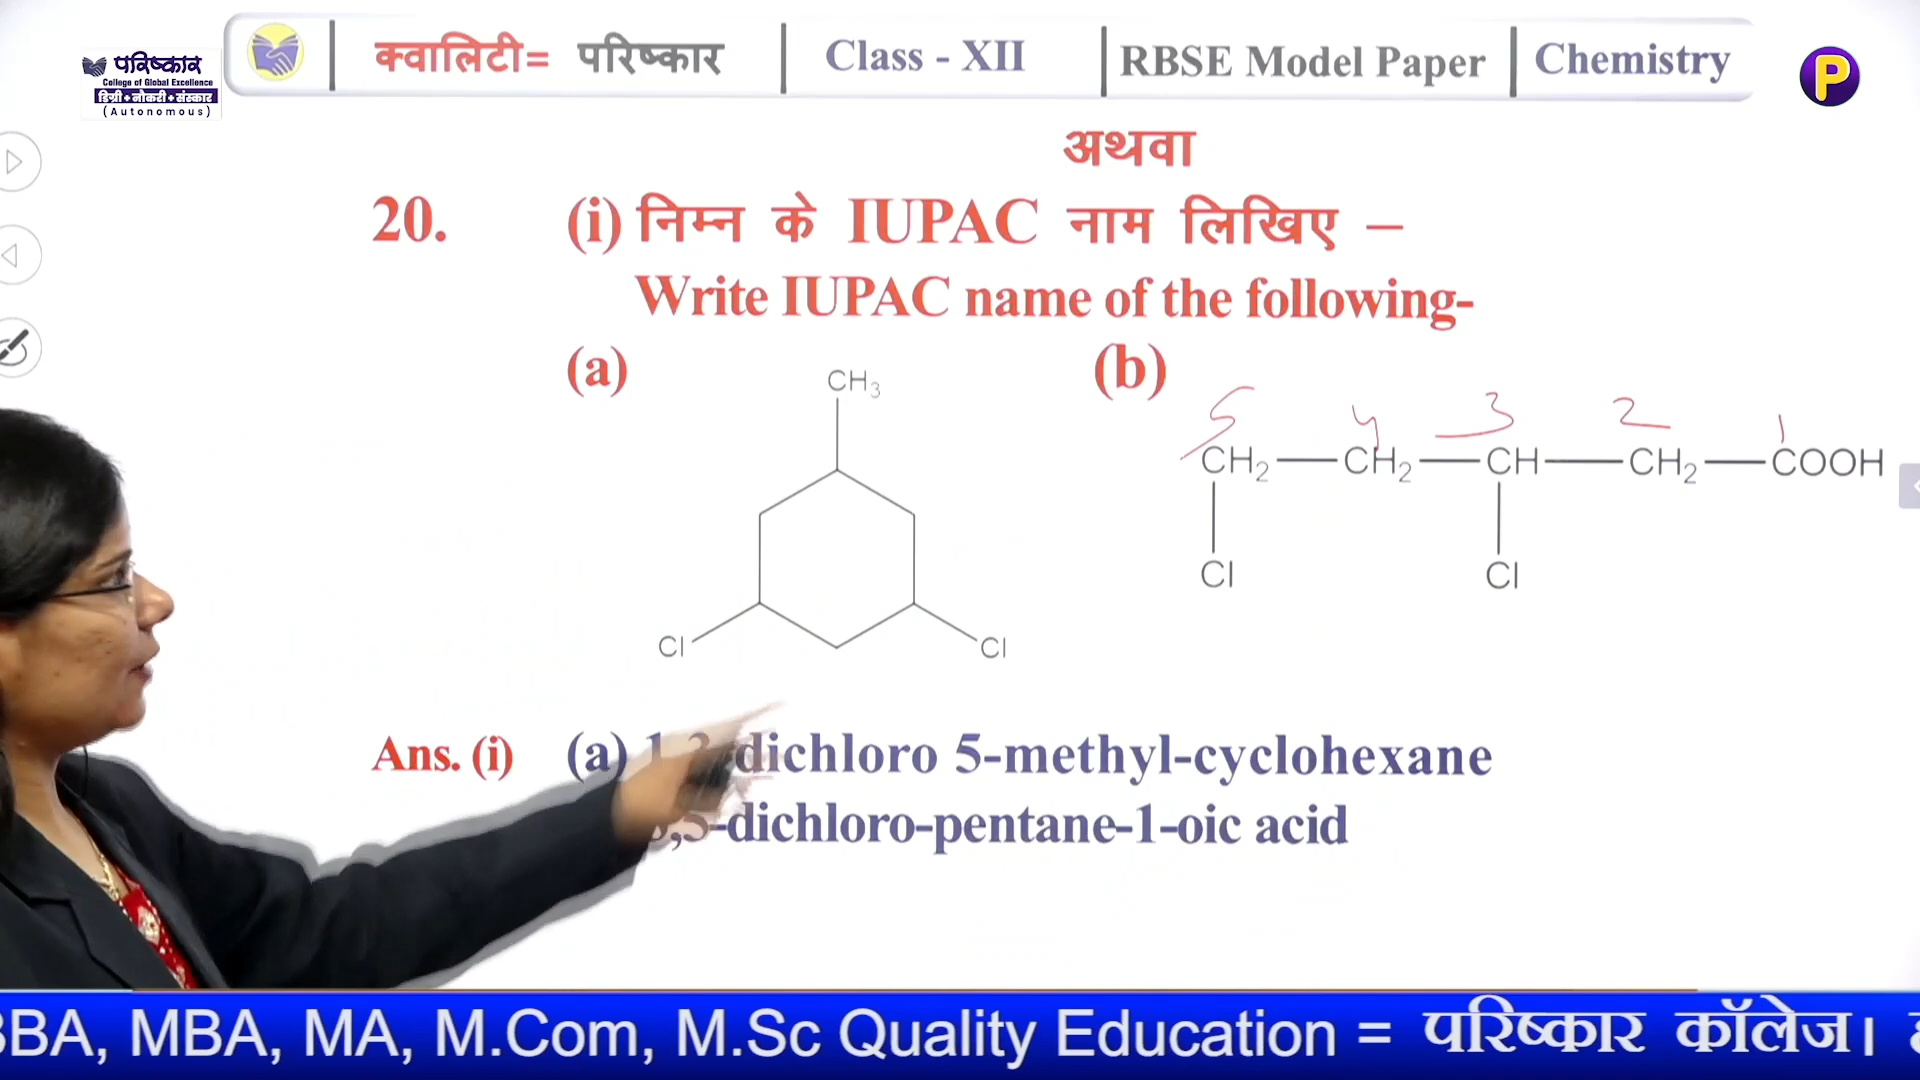 परिष्कार
College of Global Excellence
डिग्री + नौकरी + संस्कार
(Autonomous)
क्वालिटी= परिष्कार
Class - XII
RBSE Model Paper
Chemistry
P
अथवा
20. (i) निम्न के IUPAC नाम लिखिए –
Write IUPAC name of the following-
(a)
CH3
Cl
Cl
(b)
5 4 3 2 1
CH2 CH2 CH CH2 COOH
Cl Cl
Ans. (i) (a) dichloro 5-methyl-cyclohexane
,5-dichloro-pentane-1-oic acid
BBA, MBA, MA, M.Com, M.Sc Quality Education = परिष्कार कॉलेज।